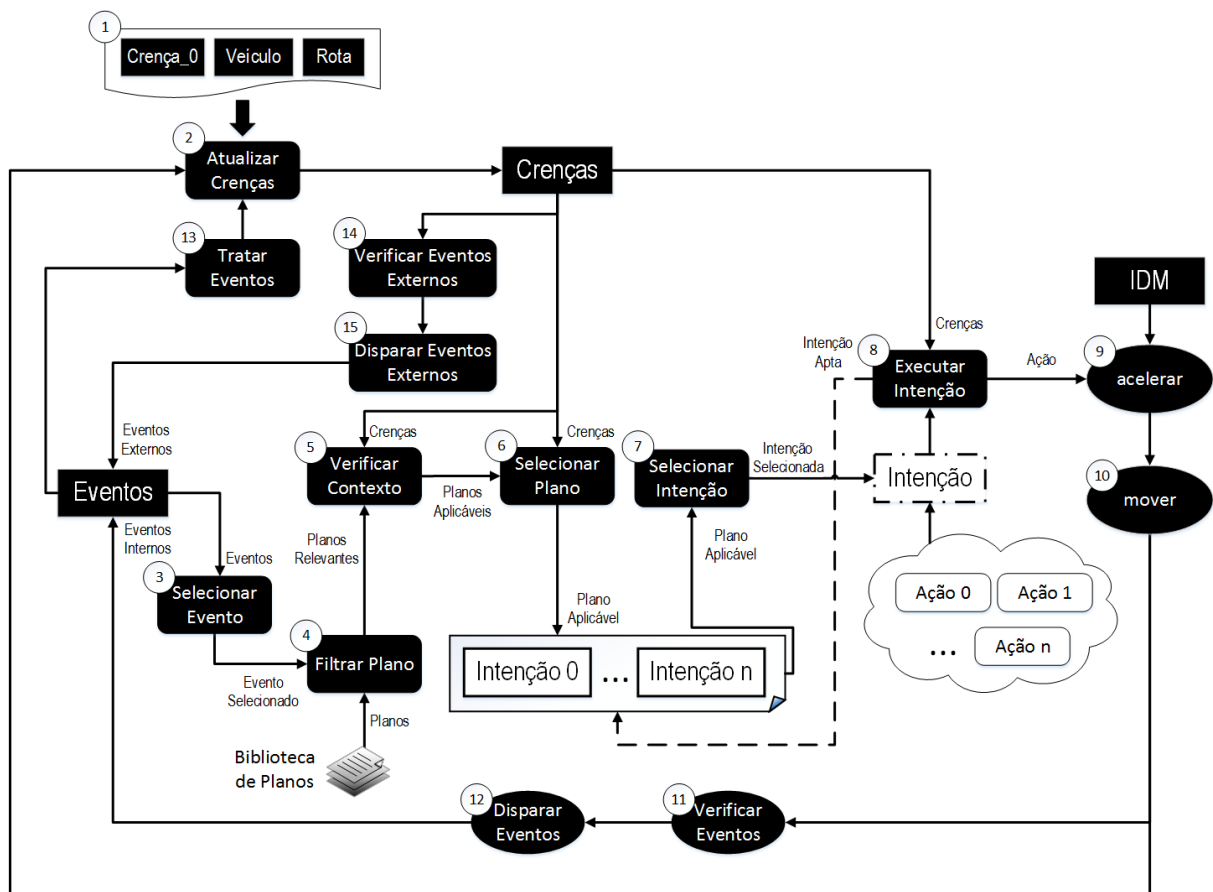 1
Crença_0
Veiculo
Rota
2
Atualizar
Crenças
Crenças
13
Tratar
Eventos
14
Verificar Eventos
Externos
15
Disparar Eventos
Externos
IDM
Crenças
Intenção
Apta
8
Executar
Intenção
Ação
9
acelerar
Eventos
Externos
Eventos
Eventos
Internos
Crenças
5
Verificar
Contexto
Planos
Aplicáveis
Crenças
6
Selecionar
Plano
7
Selecionar
Intenção
Intenção
Selecionada
Intenção
10
mover
Planos
Relevantes
Plano
Aplicável
Eventos
3
Selecionar
Evento
Evento
Selecionado
4
Filtrar Plano
Planos
Biblioteca
de Planos
Plano
Aplicável
Intenção 0
...
Intenção n
Ação 0
Ação 1
...
Ação n
12
Disparar
Eventos
11
Verificar
Eventos